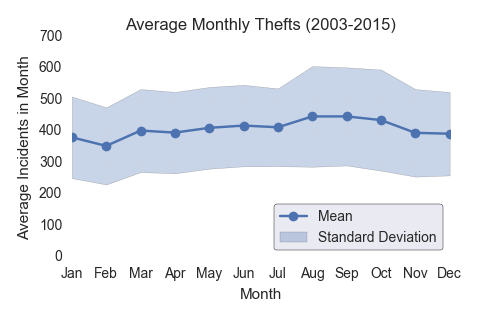 Average Monthly Thefts (2003-2015)
700
600
500
400
300
200
100
0
Average Incidents in Month
Mean
Standard Deviation
Jan Feb Mar Apr May Jun Jul Aug Sep Oct Nov Dec
Month